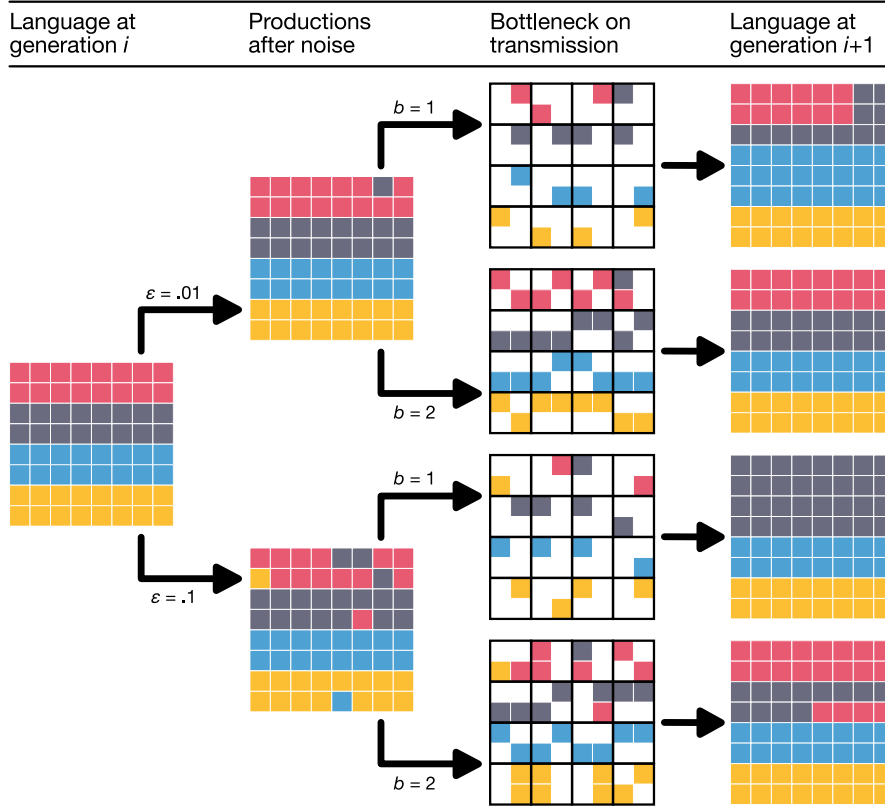 Language at
generation i
Productions
after noise
Bottleneck on
transmission
Language at
generation i+1
b = 1
ε = .01
b = 2
b = 1
ε = .1
b = 2